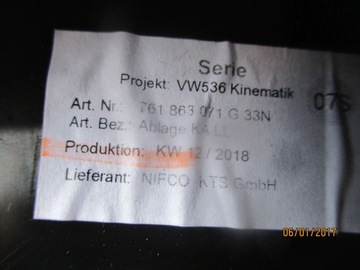 Serie
Projekt: VW536 Kinematik
07S
Art. Nr.: 761 863 071 G 33N
Art. Bez.: Ablage KALL
Produktion: KW 12 / 2018
Lieferant: NIFCO KTS GmbH
06/01/2017